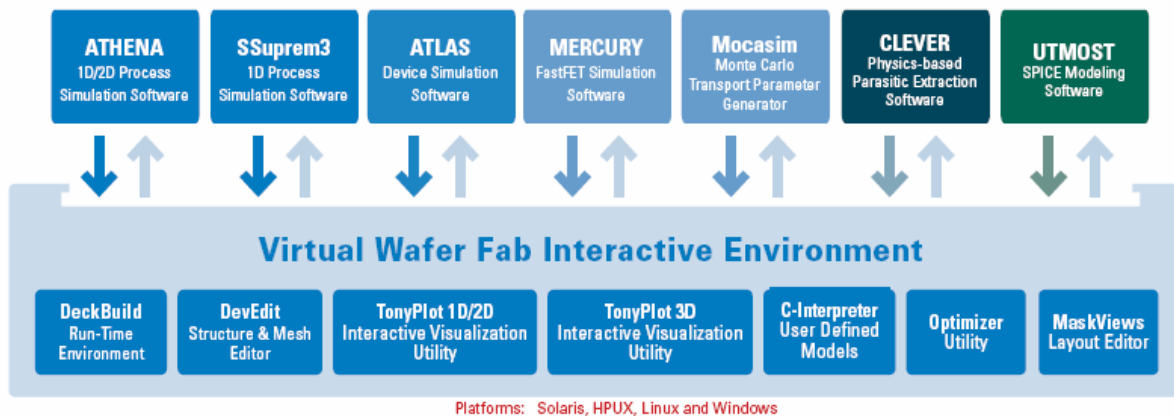 ATHENA
1D/2D Process
Simulation Software
SSuprem3
1D Process
Simulation Software
ATLAS
Device Simulation
Software
MERCURY
FastFET Simulation
Software
Mocasim
Monte Carlo
Transport Parameter
Generator
CLEVER
Physics-based
Parasitic Extraction
Software
UTMOST
SPICE Modeling
Software
Virtual Wafer Fab Interactive Environment
DeckBuild
Run-Time
Environment
DevEdit
Structure & Mesh
Editor
TonyPlot 1D/2D
Interactive Visualization
Utility
TonyPlot 3D
Interactive Visualization
Utility
C-Interpreter
User Defined
Models
Optimizer
Utility
MaskViews
Layout Editor
Platforms: Solaris, HPUX, Linux and Windows